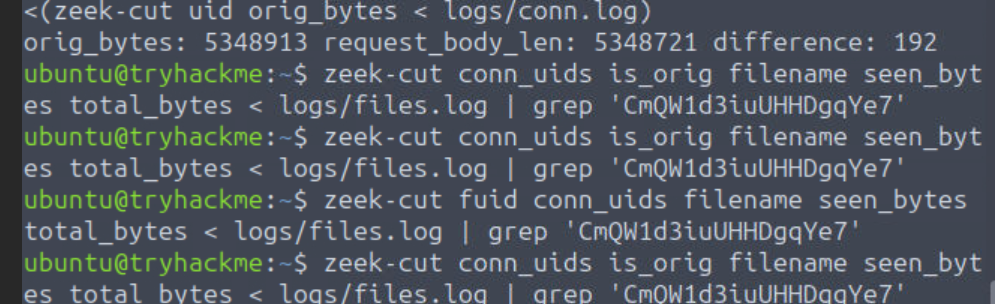 <(zeek-cut uid orig_bytes < logs/conn.log)
orig_bytes: 5348913 request_body_len: 5348721 difference: 192
ubuntu@tryhackme:~$ zeek-cut conn_uids is_orig filename seen_byt
es total_bytes < logs/files.log | grep 'CmQW1d3iuUHHDgqYe7'
ubuntu@tryhackme:~$ zeek-cut conn_uids is_orig filename seen_byt
es total_bytes < logs/files.log | grep 'CmQW1d3iuUHHDgqYe7'
ubuntu@tryhackme:~$ zeek-cut fuid conn_uids filename seen_bytes
total_bytes < logs/files.log | grep 'CmQW1d3iuUHHDgqYe7'
ubuntu@tryhackme:~$ zeek-cut conn_uids is_orig filename seen_byt
es total_bytes < logs/files.log | grep 'CmQW1d3iuUHHDgqYe7'